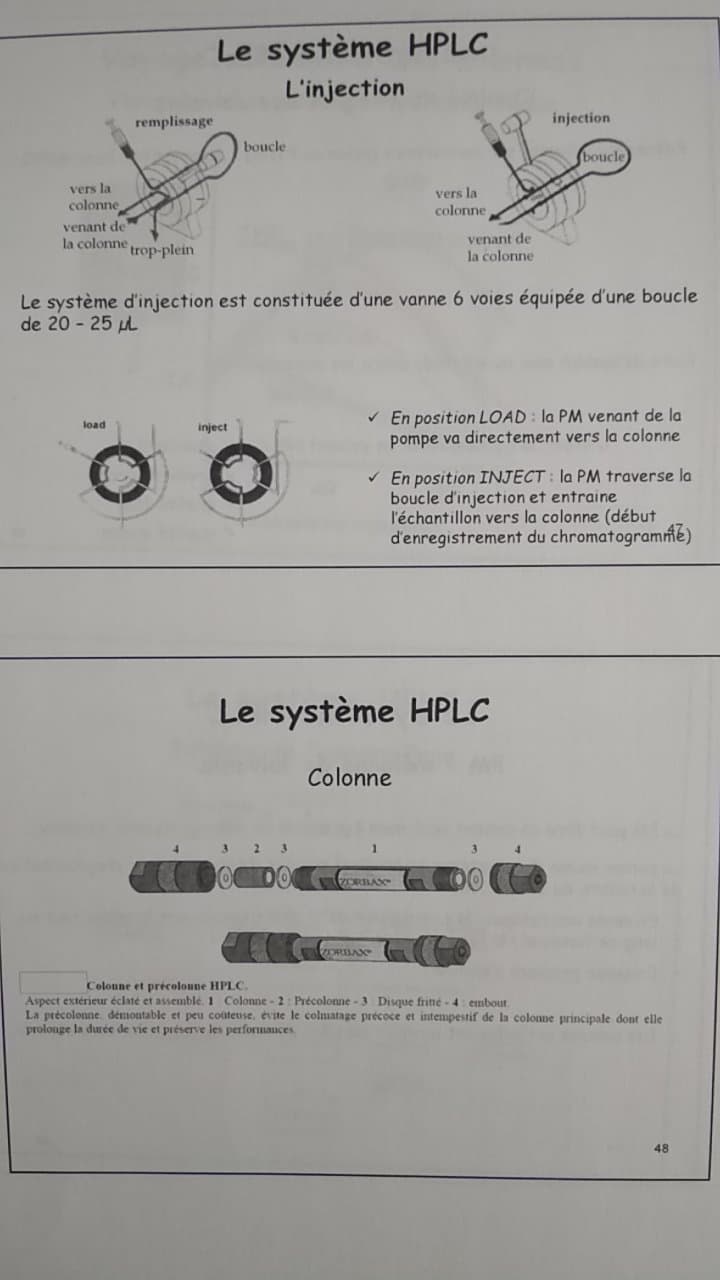 Le système HPLC
L'injection
remplissage
boucle
vers la
colonne
venant de
la colonne
trop-plein
injection
boucle
vers la
colonne
venant de
la colonne
Le système d'injection est constituée d'une vanne 6 voies équipée d'une boucle
de 20 - 25 µL
load
inject
✓ En position LOAD : la PM venant de la
pompe va directement vers la colonne
✓ En position INJECT : la PM traverse la
boucle d'injection et entraine
l'échantillon vers la colonne (début
d'enregistrement du chromatogramme)
47
Le système HPLC
Colonne
4 3 2 3 1 3 4
ZORBAX
ZORBAX
Colonne et précolonne HPLC.
Aspect extérieur éclaté et assemblé. 1 : Colonne - 2 : Précolonne - 3 : Disque fritté - 4 : embout.
La précolonne, démontable et peu coûteuse, évite le colmatage précoce et intempestif de la colonne principale dont elle
prolonge la durée de vie et préserve les performances.
48